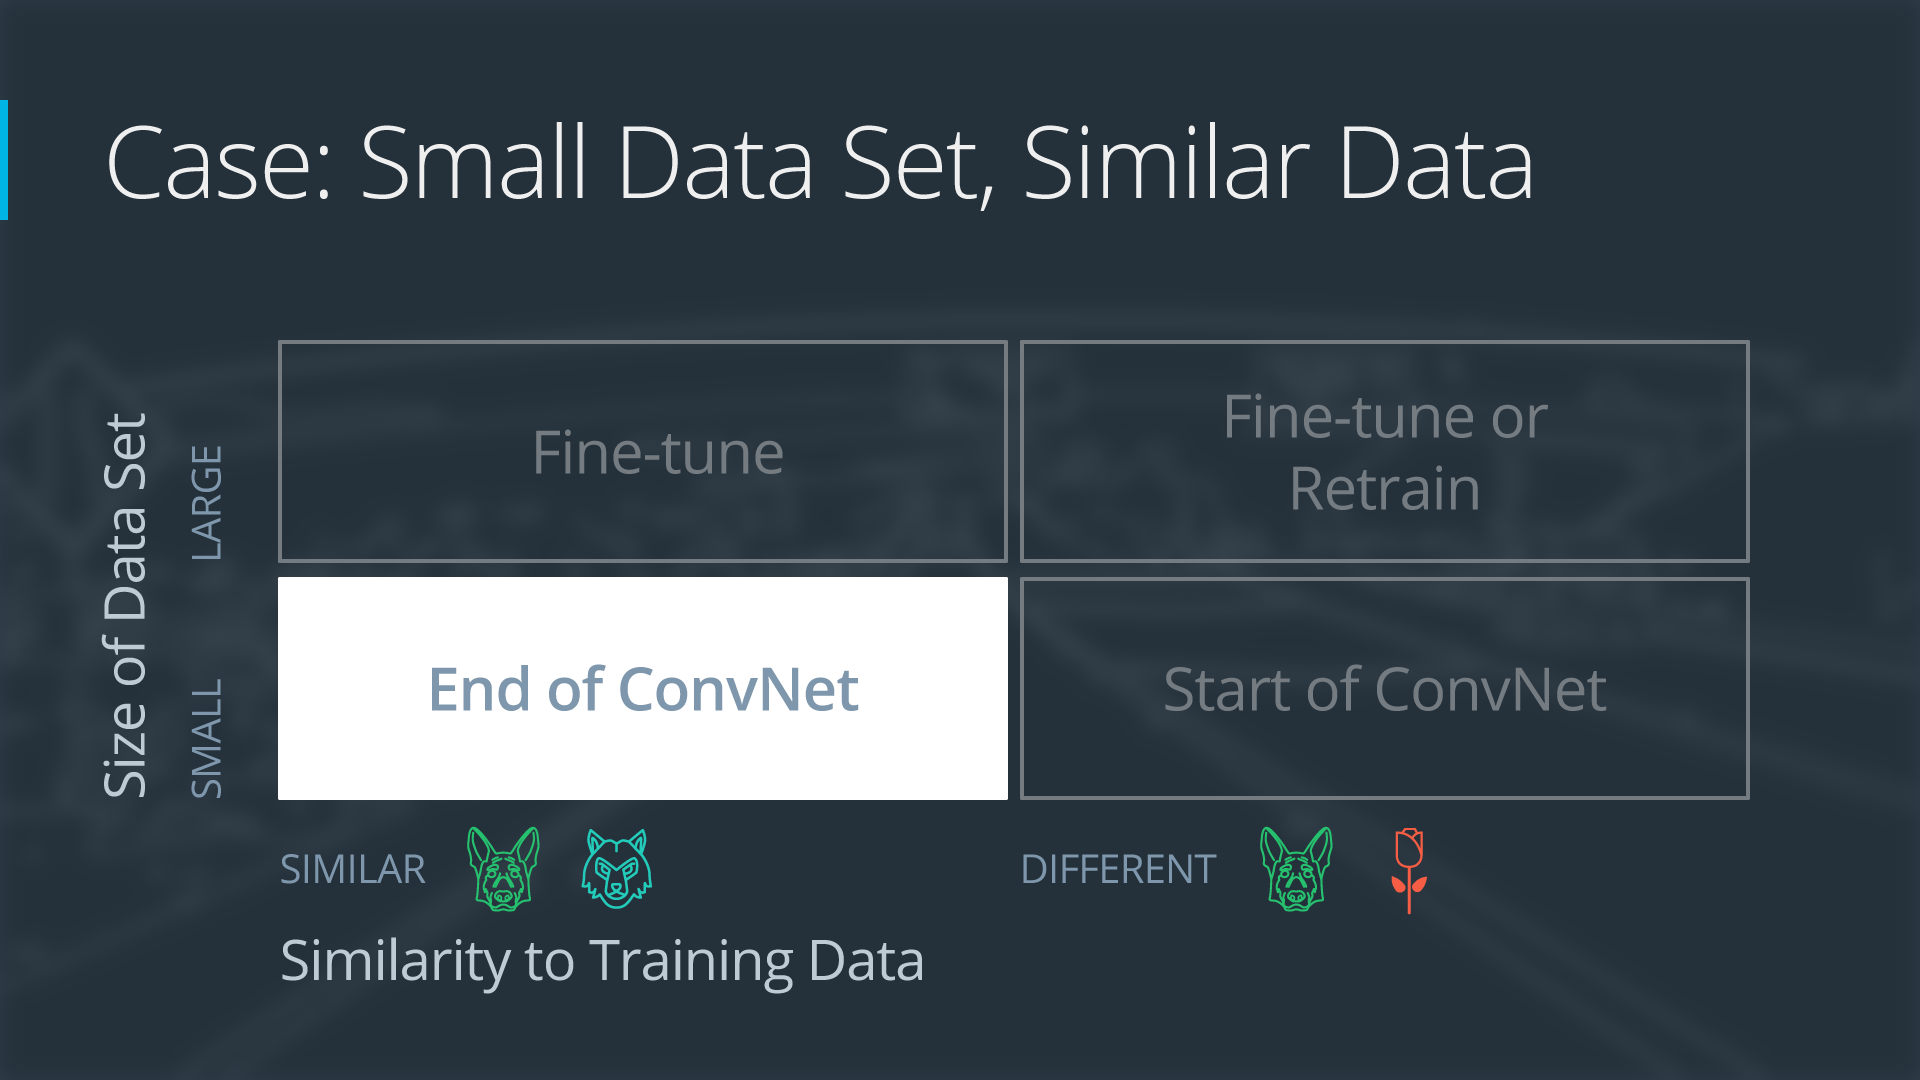 Case: Small Data Set, Similar Data
Size of Data Set
LARGE
Fine-tune
Fine-tune or
Retrain
SMALL
End of ConvNet
Start of ConvNet
SIMILAR
DIFFERENT
Similarity to Training Data